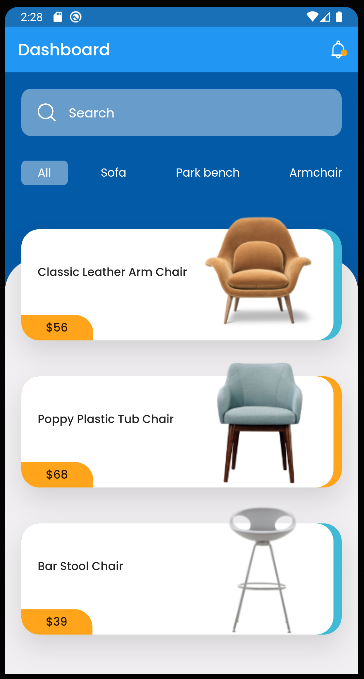 2:28
Dashboard
Search
All Sofa Park bench Armchair
Classic Leather Arm Chair
$56
Poppy Plastic Tub Chair
$68
Bar Stool Chair
$39